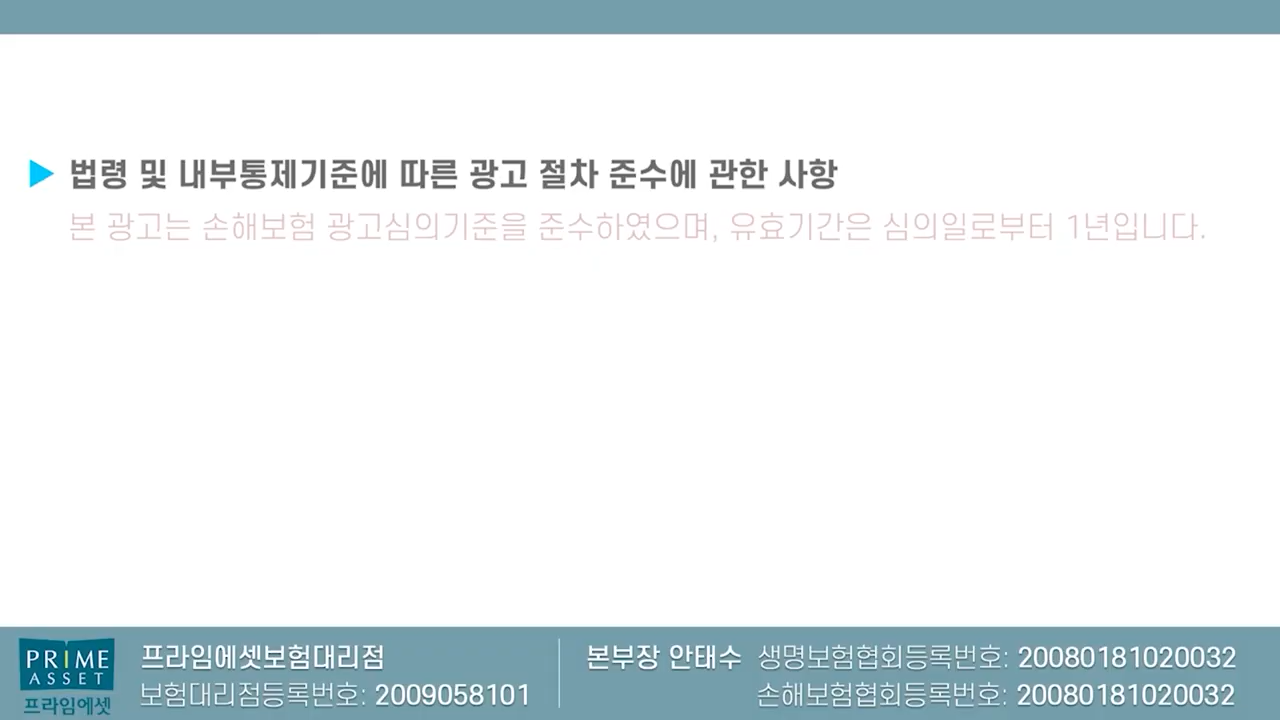 ▶ 법령 및 내부통제기준에 따른 광고 절차 준수에 관한 사항
본 광고는 손해보험 광고심의기준을 준수하였으며, 유효기간은 심의일로부터 1년입니다.
PRIME
ASSET
프라임에셋
프라임에셋보험대리점
보험대리점등록번호: 2009058101
본부장 안태수 생명보험협회등록번호: 20080181020032
손해보험협회등록번호: 20080181020032